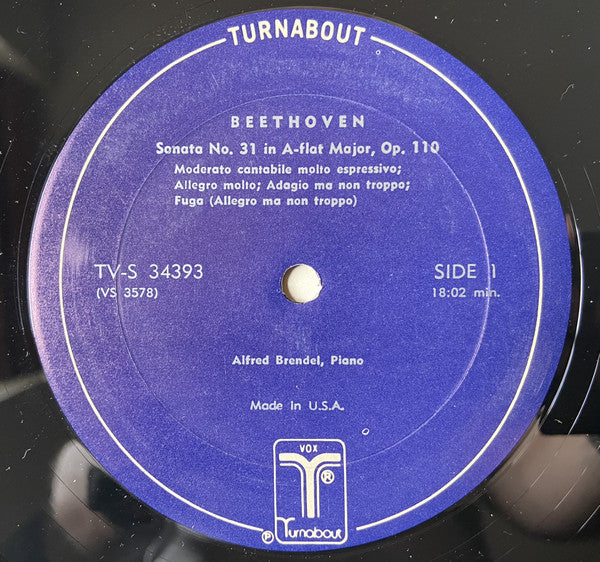 TURNABOUT
BEETHOVEN
Sonata No. 31 in A-flat Major, Op. 110
Moderato cantabile molto espressivo;
Allegro molto; Adagio ma non troppo;
Fuga (Allegro ma non troppo)
TV-S 34393
(VS 3578)
SIDE 1
18:02 min.
Alfred Brendel, Piano
Made In U.S.A.
VOX
T®
Turnabout
℗